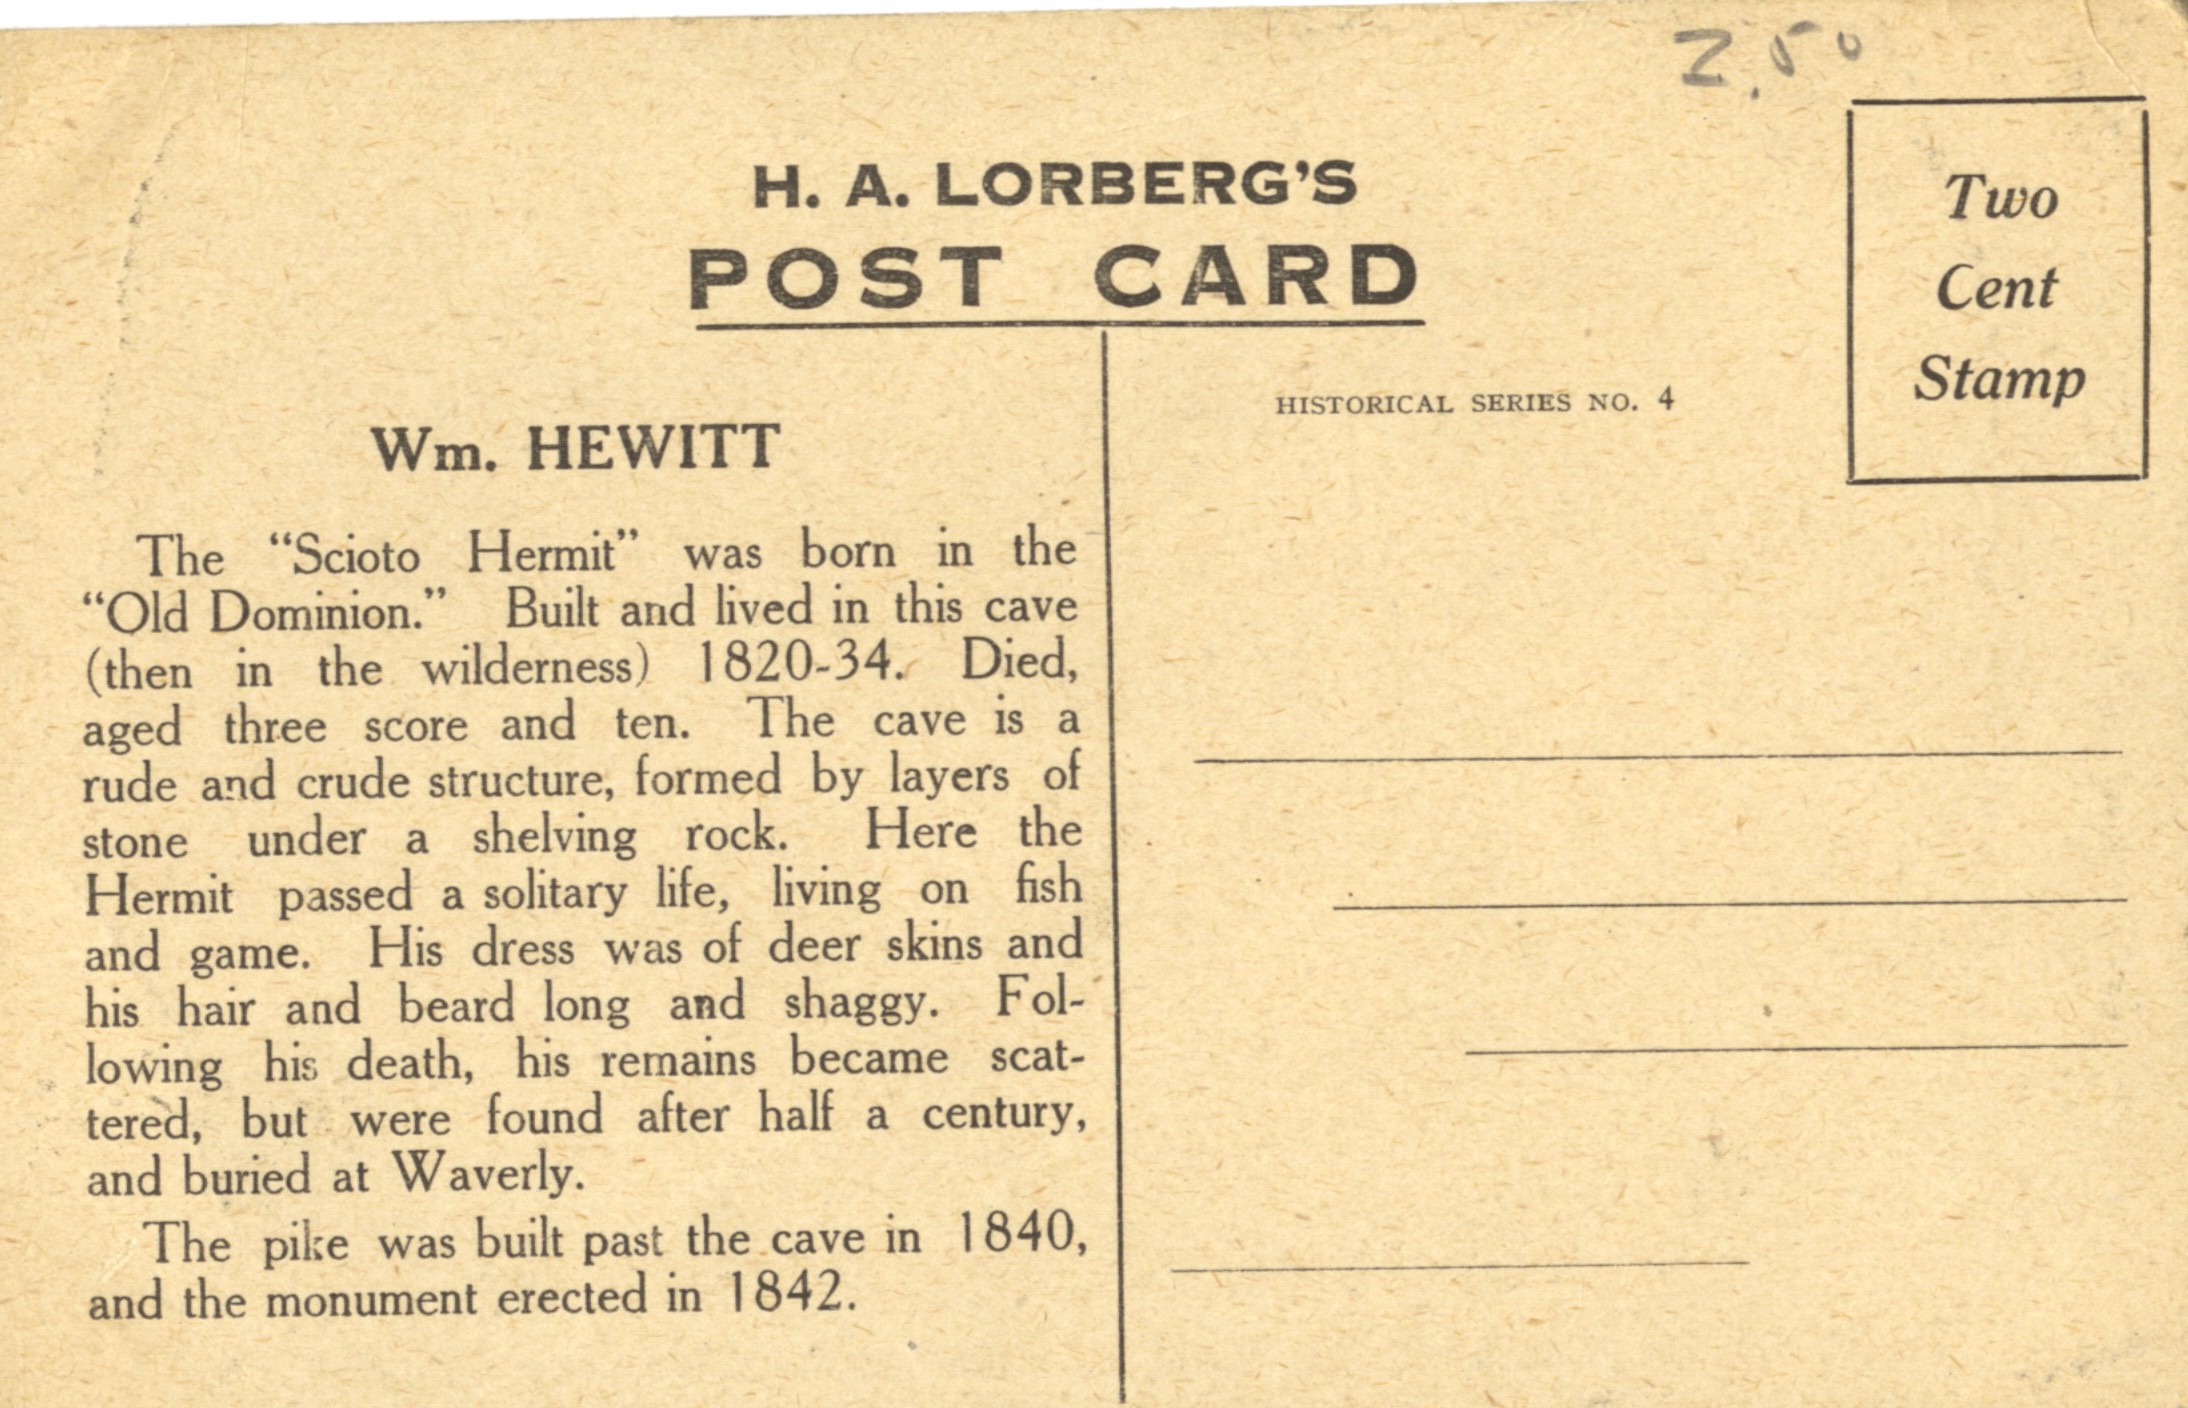 2.50
H. A. LORBERG'S
POST CARD
Two
Cent
Stamp
HISTORICAL SERIES NO. 4
Wm. HEWITT
The “Scioto Hermit” was born in the
“Old Dominion.” Built and lived in this cave
(then in the wilderness) 1820-34. Died,
aged three score and ten. The cave is a
rude and crude structure, formed by layers of
stone under a shelving rock. Here the
Hermit passed a solitary life, living on fish
and game. His dress was of deer skins and
his hair and beard long and shaggy. Fol-
lowing his death, his remains became scat-
tered, but were found after half a century,
and buried at Waverly.
The pike was built past the cave in 1840,
and the monument erected in 1842.